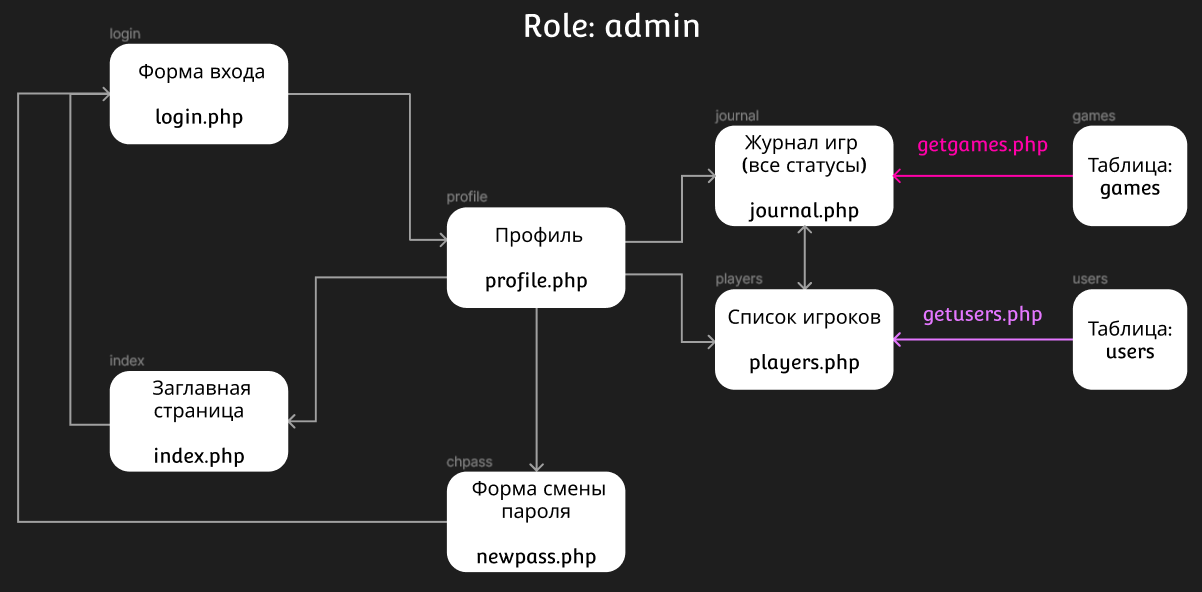 Role: admin
login
Форма входа
login.php
profile
Профиль
profile.php
index
Заглавная
страница
index.php
chpass
Форма смены
пароля
newpass.php
journal
Журнал игр
(все статусы)
journal.php
getgames.php
games
Таблица:
games
players
Список игроков
players.php
getusers.php
users
Таблица:
users